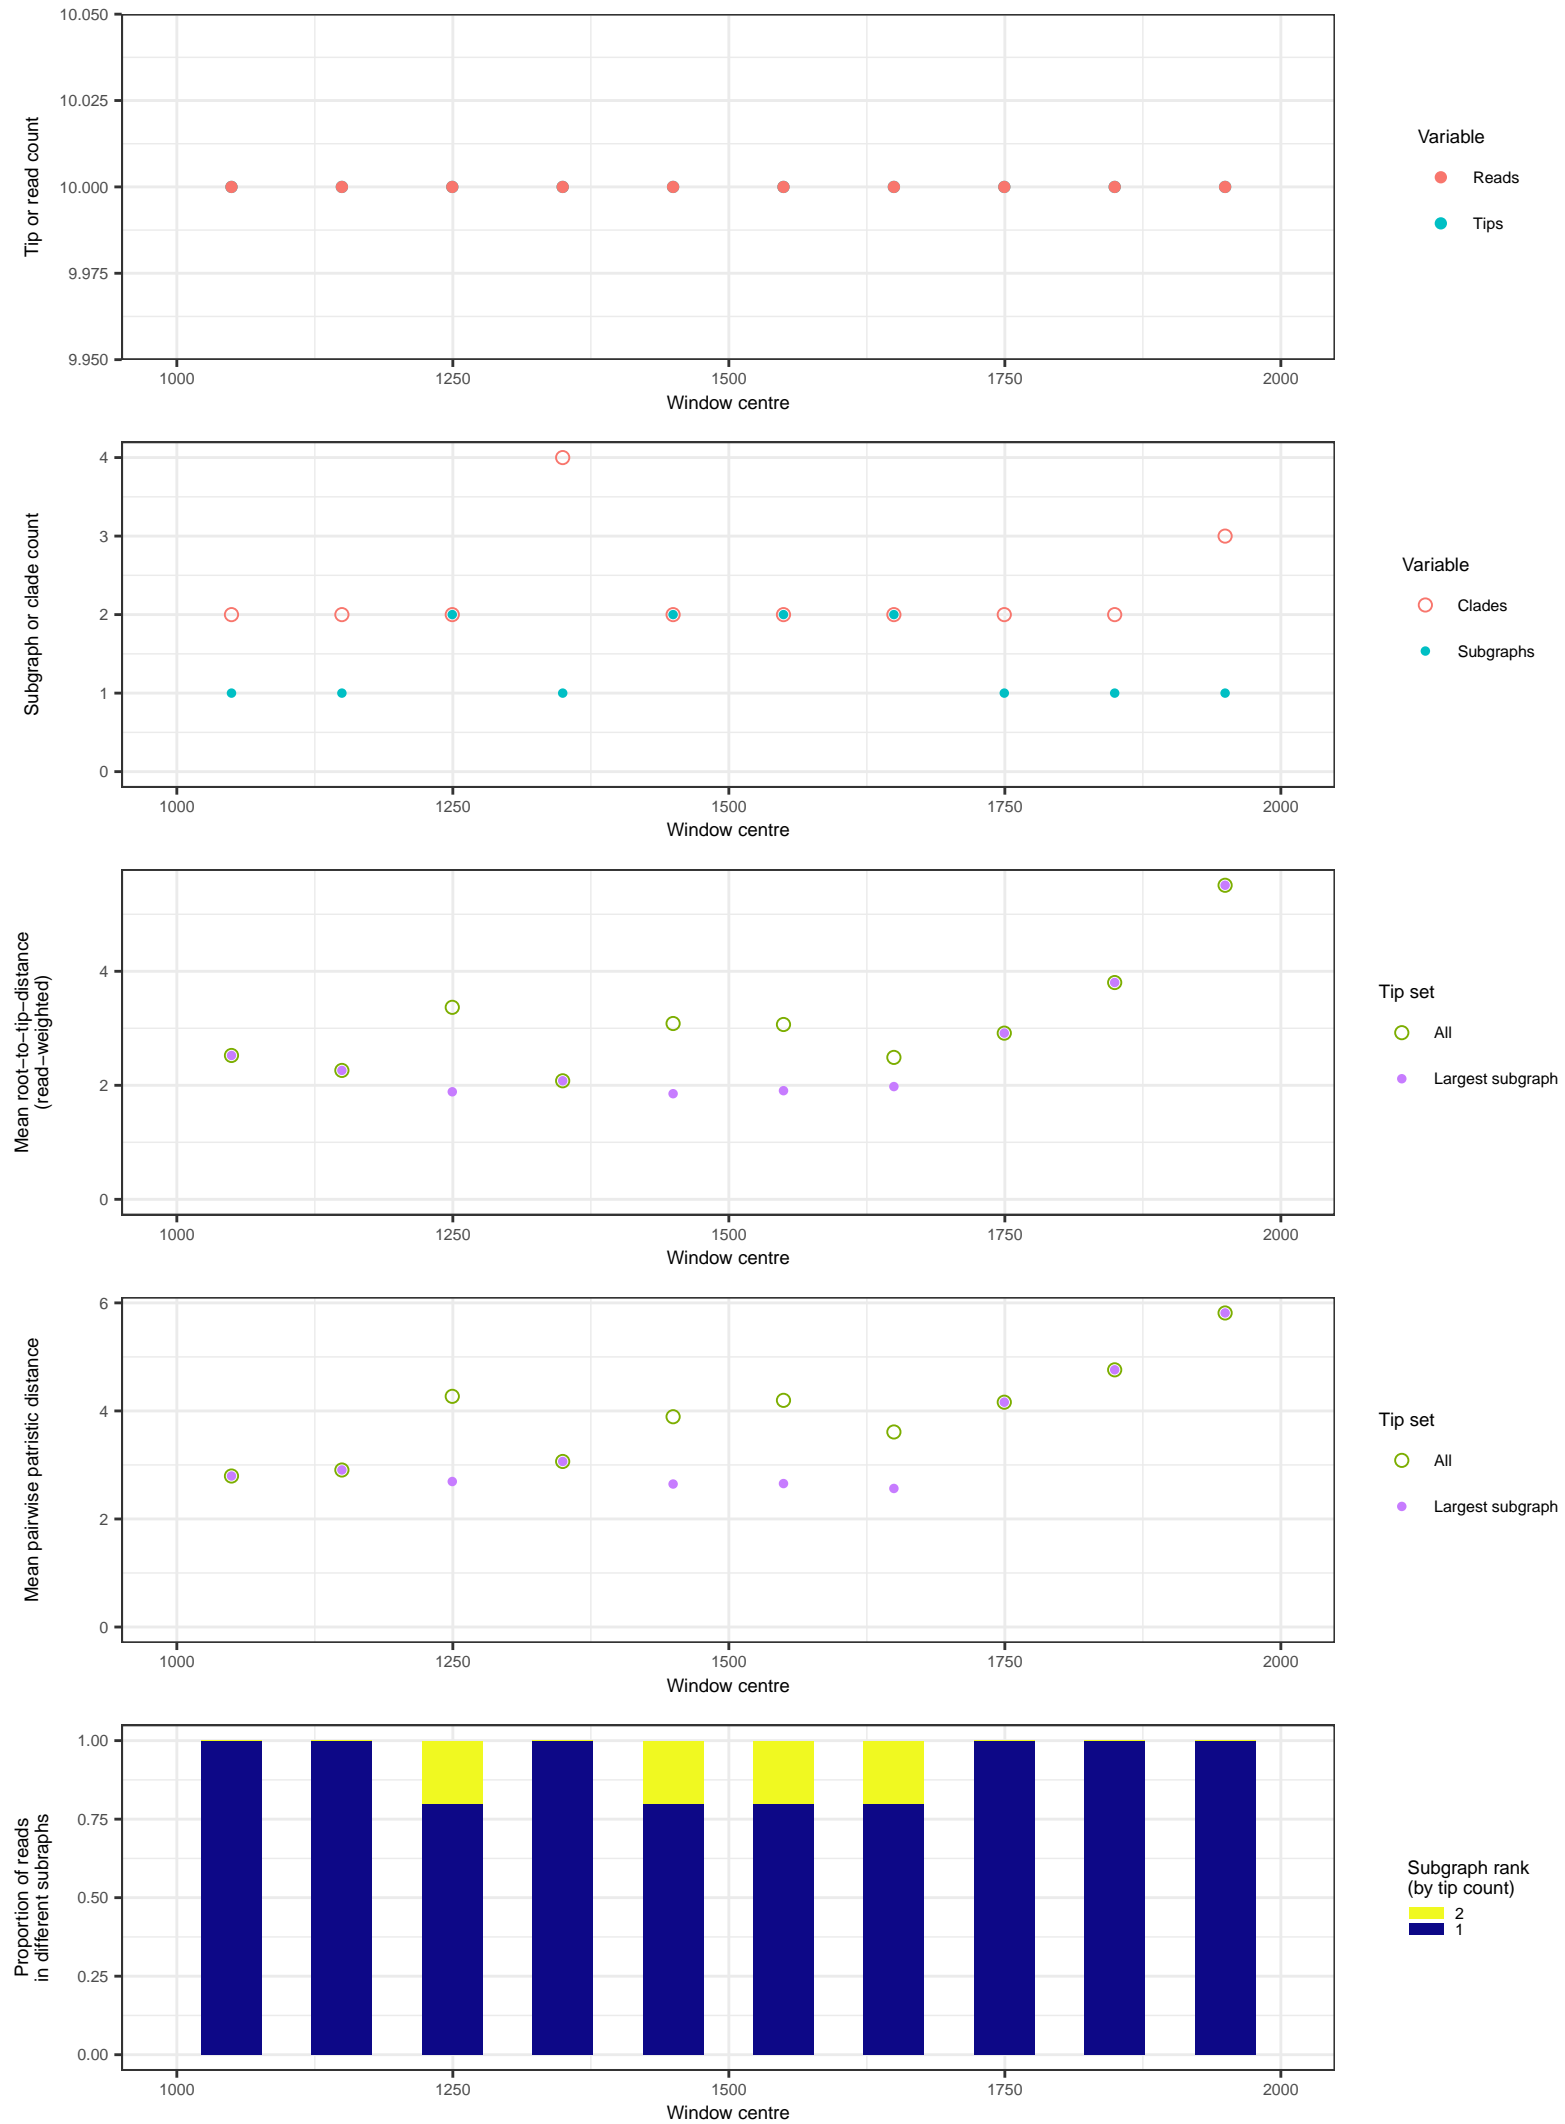 10.050
10.025
10.000
9.975
9.950
Tip or read count
1000 1250 1500 1750 2000
Window centre
Variable
Reads
Tips
4
3
2
1
0
Subgraph or clade count
1000 1250 1500 1750 2000
Window centre
Variable
Clades
Subgraphs
4
2
0
Mean root−to−tip−distance
(read−weighted)
1000 1250 1500 1750 2000
Window centre
Tip set
All
Largest subgraph
6
4
2
0
Mean pairwise patristic distance
1000 1250 1500 1750 2000
Window centre
Tip set
All
Largest subgraph
1.00
0.75
0.50
0.25
0.00
Proportion of reads
in different subraphs
1000 1250 1500 1750 2000
Window centre
Subgraph rank
(by tip count)
2
1